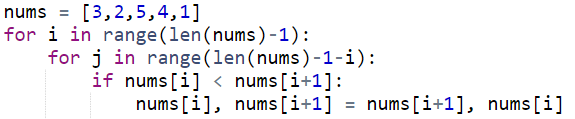 nums = [3,2,5,4,1]
for i in range(len(nums)-1):
    for j in range(len(nums)-1-i):
        if nums[i] < nums[i+1]:
            nums[i], nums[i+1] = nums[i+1], nums[i]